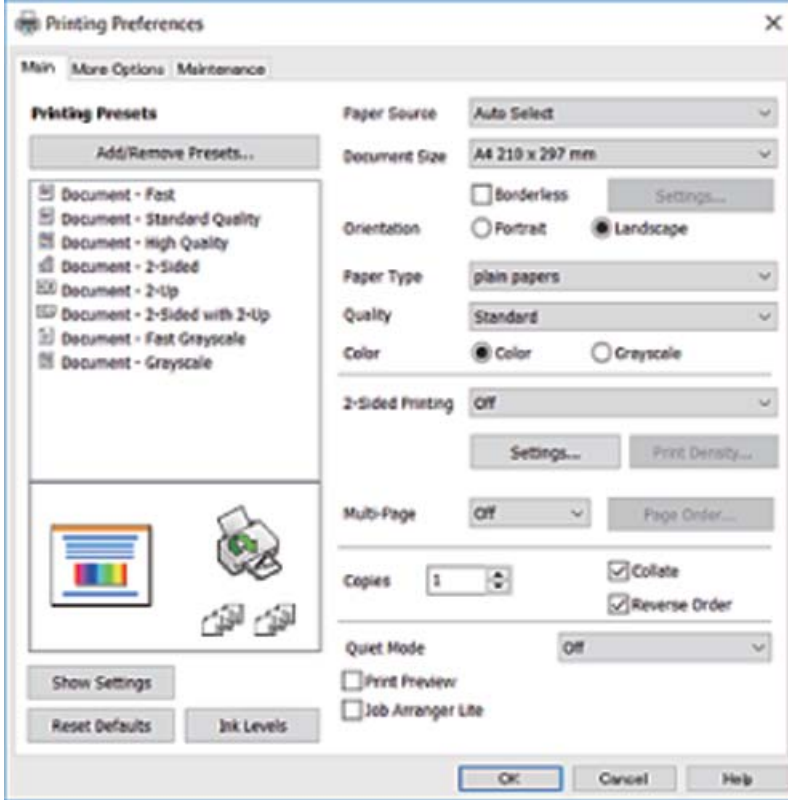 Printing Preferences
Main More Options Maintenance
Printing Presets
Add/Remove Presets...
Document - Fast
Document - Standard Quality
Document - High Quality
Document - 2-Sided
Document - 2-Up
Document - 2-Sided with 2-Up
Document - Fast Grayscale
Document - Grayscale
Show Settings
Reset Defaults Ink Levels
Paper Source Auto Select
Document Size A4 210 x 297 mm
Borderless Settings...
Orientation Portrait Landscape
Paper Type plain papers
Quality Standard
Color Color Grayscale
2-Sided Printing Off
Settings... Print Density...
Multi-Page Off Page Order...
Copies 1 Collate
Reverse Order
Quiet Mode Off
Print Preview
Job Arranger Lite
OK Cancel Help